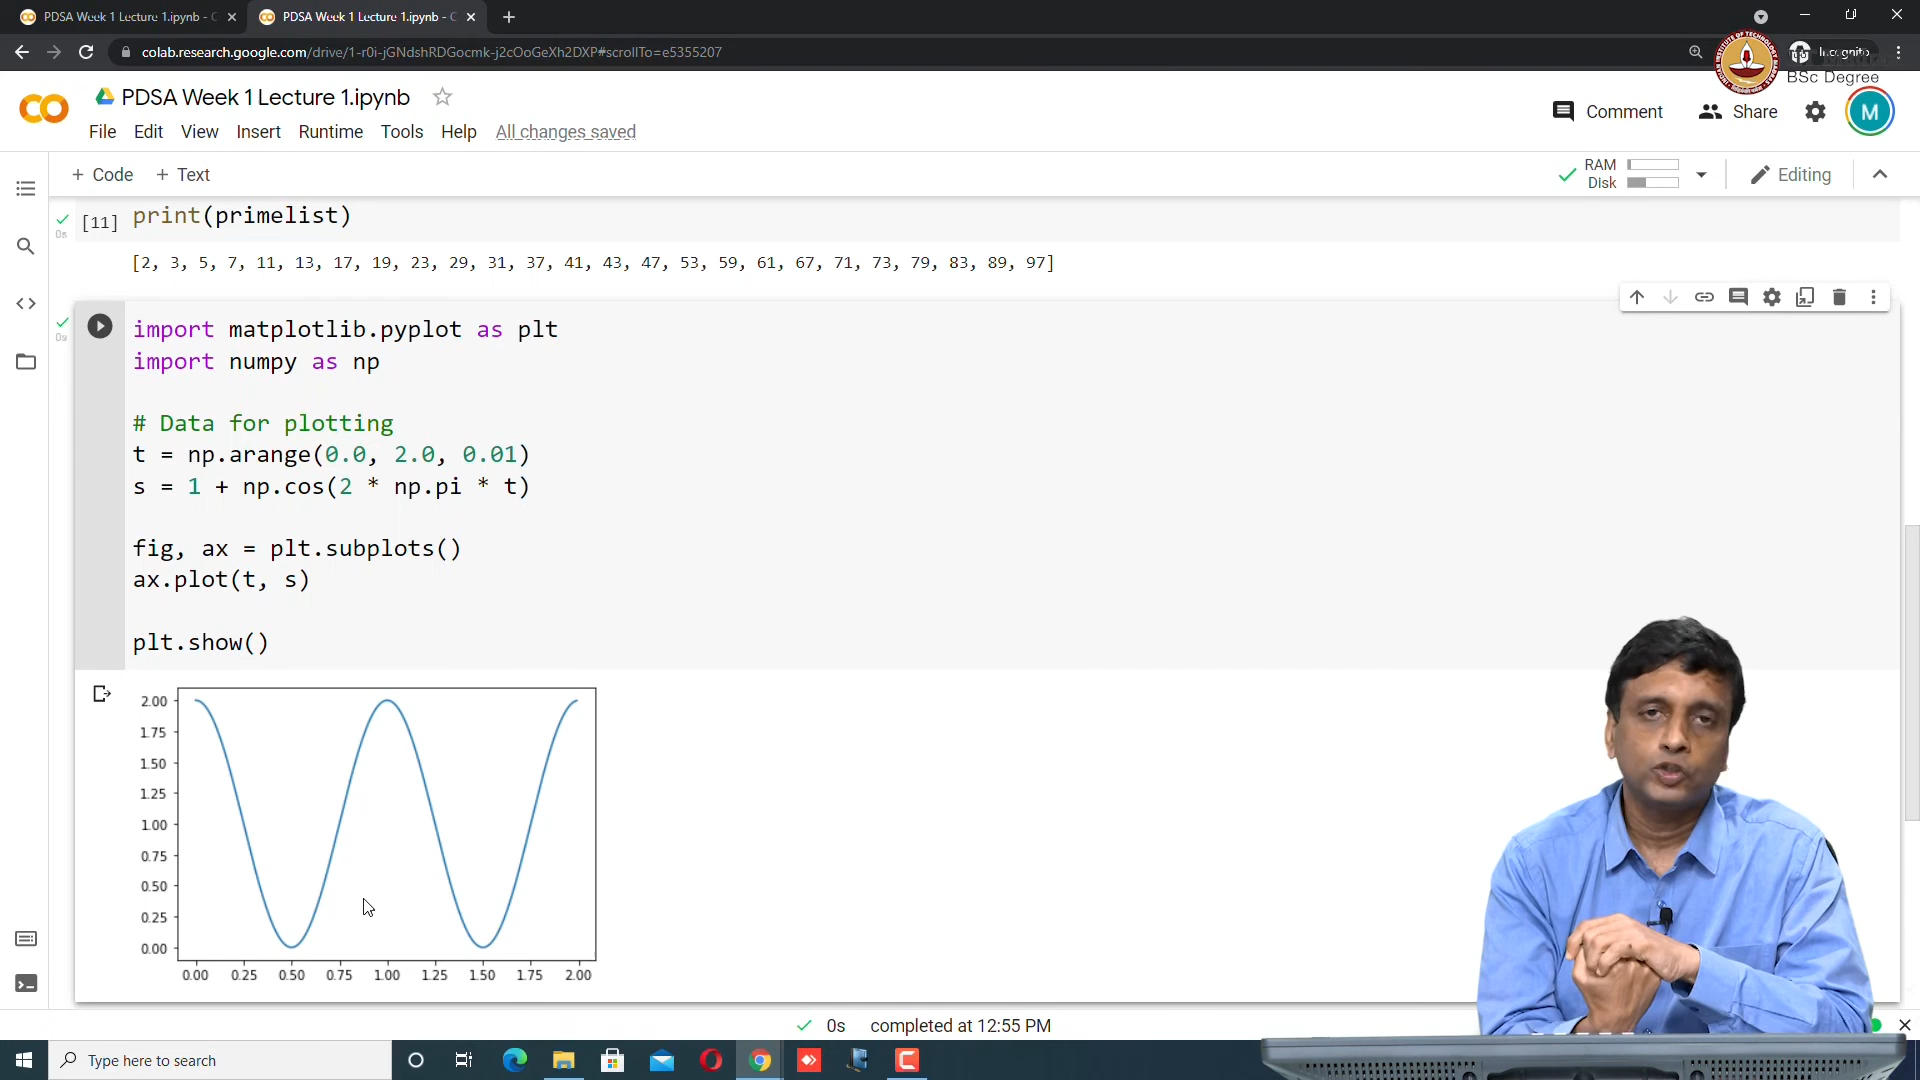 PDSA Week 1 Lecture 1.ipynb - C
PDSA Week 1 Lecture 1.ipynb - C
colab.research.google.com/drive/1-r0i-jGNdshRDGocmk-j2cOoGeXh2DXP#scrollTo=e5355207
Incognito
BSc Degree
PDSA Week 1 Lecture 1.ipynb
Comment
Share
M
File Edit View Insert Runtime Tools Help All changes saved
+ Code + Text
RAM
Disk
Editing
[11] print(primelist)
0s
[2, 3, 5, 7, 11, 13, 17, 19, 23, 29, 31, 37, 41, 43, 47, 53, 59, 61, 67, 71, 73, 79, 83, 89, 97]
0s
import matplotlib.pyplot as plt
import numpy as np
# Data for plotting
t = np.arange(0.0, 2.0, 0.01)
s = 1 + np.cos(2 * np.pi * t)
fig, ax = plt.subplots()
ax.plot(t, s)
plt.show()
2.00
1.75
1.50
1.25
1.00
0.75
0.50
0.25
0.00
0.00 0.25 0.50 0.75 1.00 1.25 1.50 1.75 2.00
0s completed at 12:55 PM
Type here to search